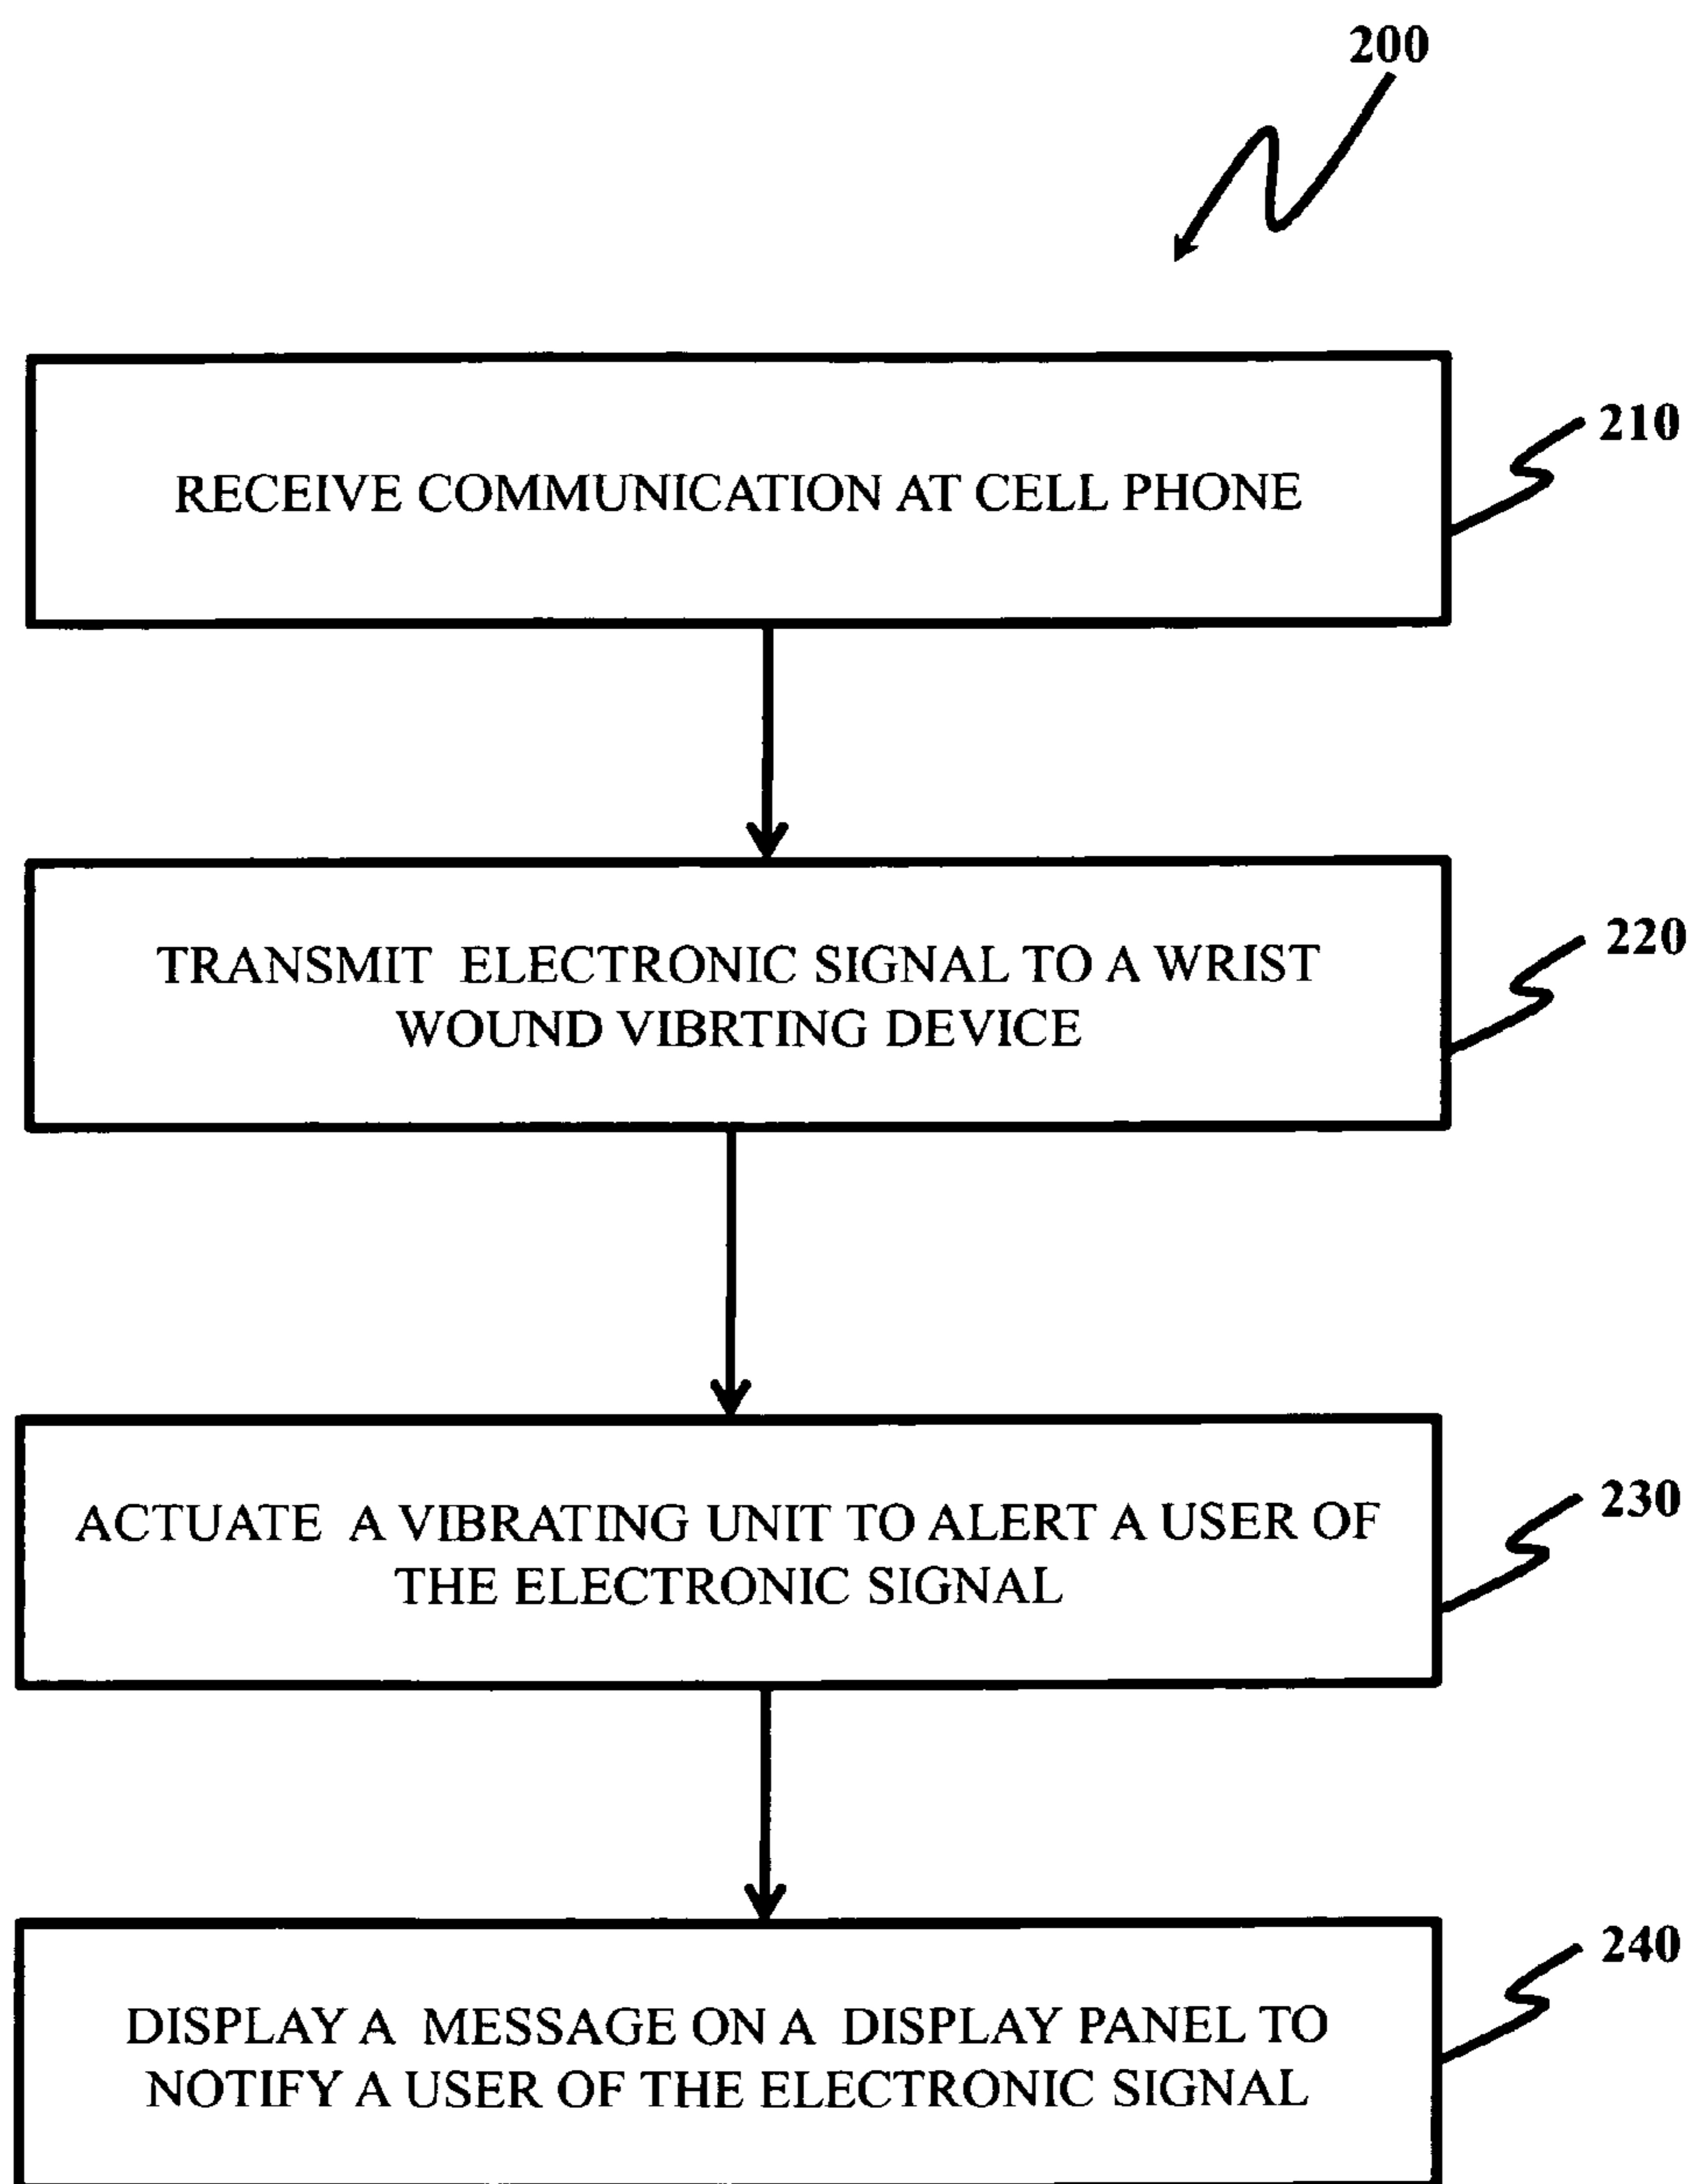 200
RECEIVE COMMUNICATION AT CELL PHONE
210
TRANSMIT ELECTRONIC SIGNAL TO A WRIST
WOUND VIBRTING DEVICE
220
ACTUATE A VIBRATING UNIT TO ALERT A USER OF
THE ELECTRONIC SIGNAL
230
DISPLAY A MESSAGE ON A DISPLAY PANEL TO
NOTIFY A USER OF THE ELECTRONIC SIGNAL
240